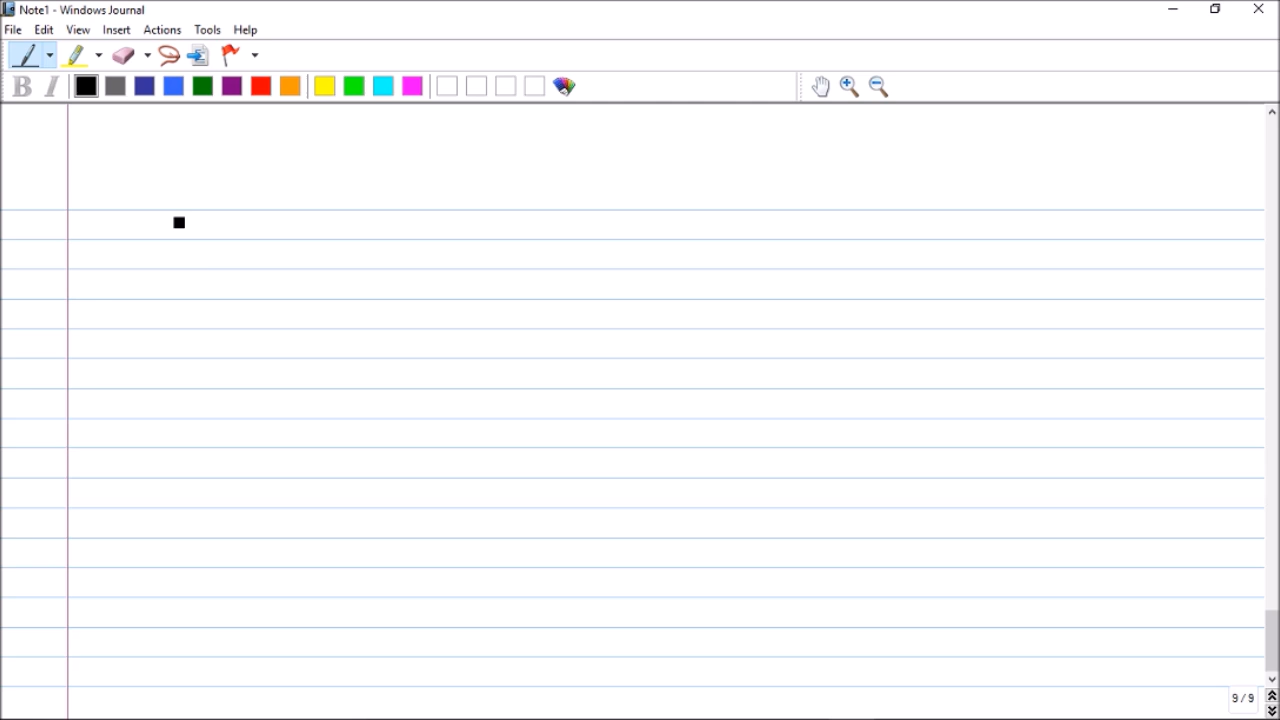 Note1 - Windows Journal
File Edit View Insert Actions Tools Help
B I
9 / 9